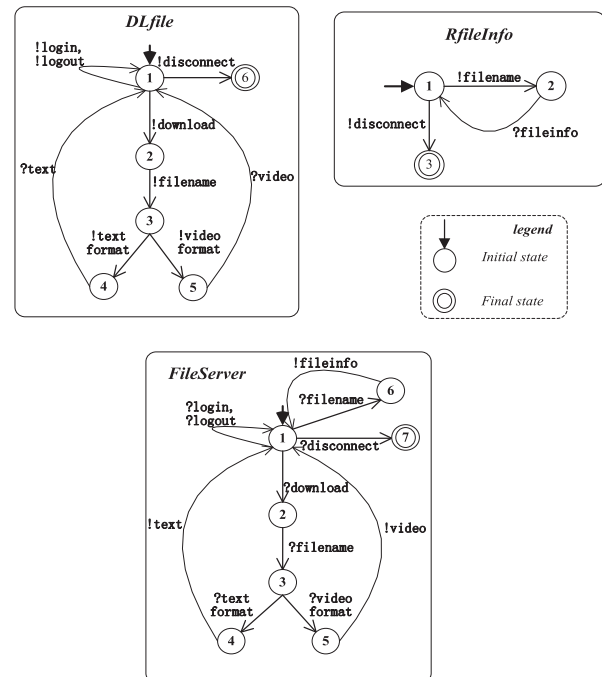 DLfile
!login,
!logout
!disconnect
1
6
!download
2
!filename
?text
?video
3
!text
format
!video
format
4
5
RfileInfo
1
!filename
2
!disconnect
?fileinfo
3
legend
Initial state
Final state
FileServer
!fileinfo
6
?filename
?login,
?logout
1
?disconnect
7
?download
2
!text
!video
?filename
3
?text
format
?video
format
4
5